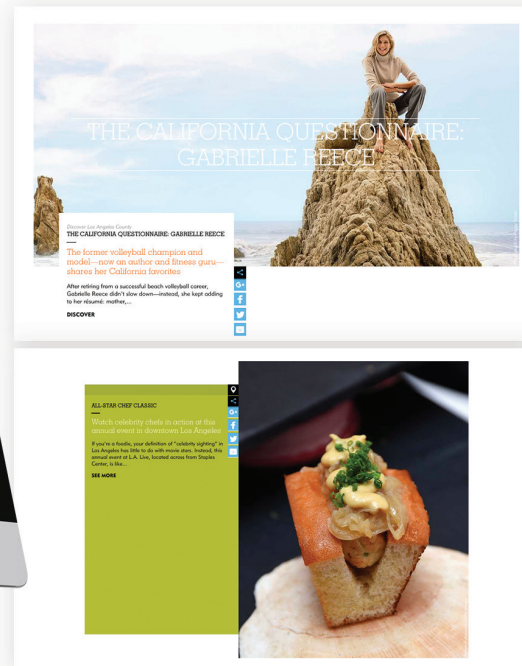 THE CALIFORNIA QUESTIONNAIRE:
GABRIELLE REECE
Discover Los Angeles County
THE CALIFORNIA QUESTIONNAIRE: GABRIELLE REECE
The former volleyball champion and
model—now an author and fitness guru—
shares her California favorites
After retiring from a successful beach volleyball career,
Gabrielle Reece didn't slow down—instead, she kept adding
to her résumé: mother,...
DISCOVER
G+
ALL-STAR CHEF CLASSIC
Watch celebrity chefs in action at this
annual event in downtown Los Angeles
If you're a foodie, your definition of "celebrity sighting" in
Los Angeles has little to do with movie stars. Instead, this
annual event at L.A. Live, located across from Staples
Center, is like...
SEE MORE
G+